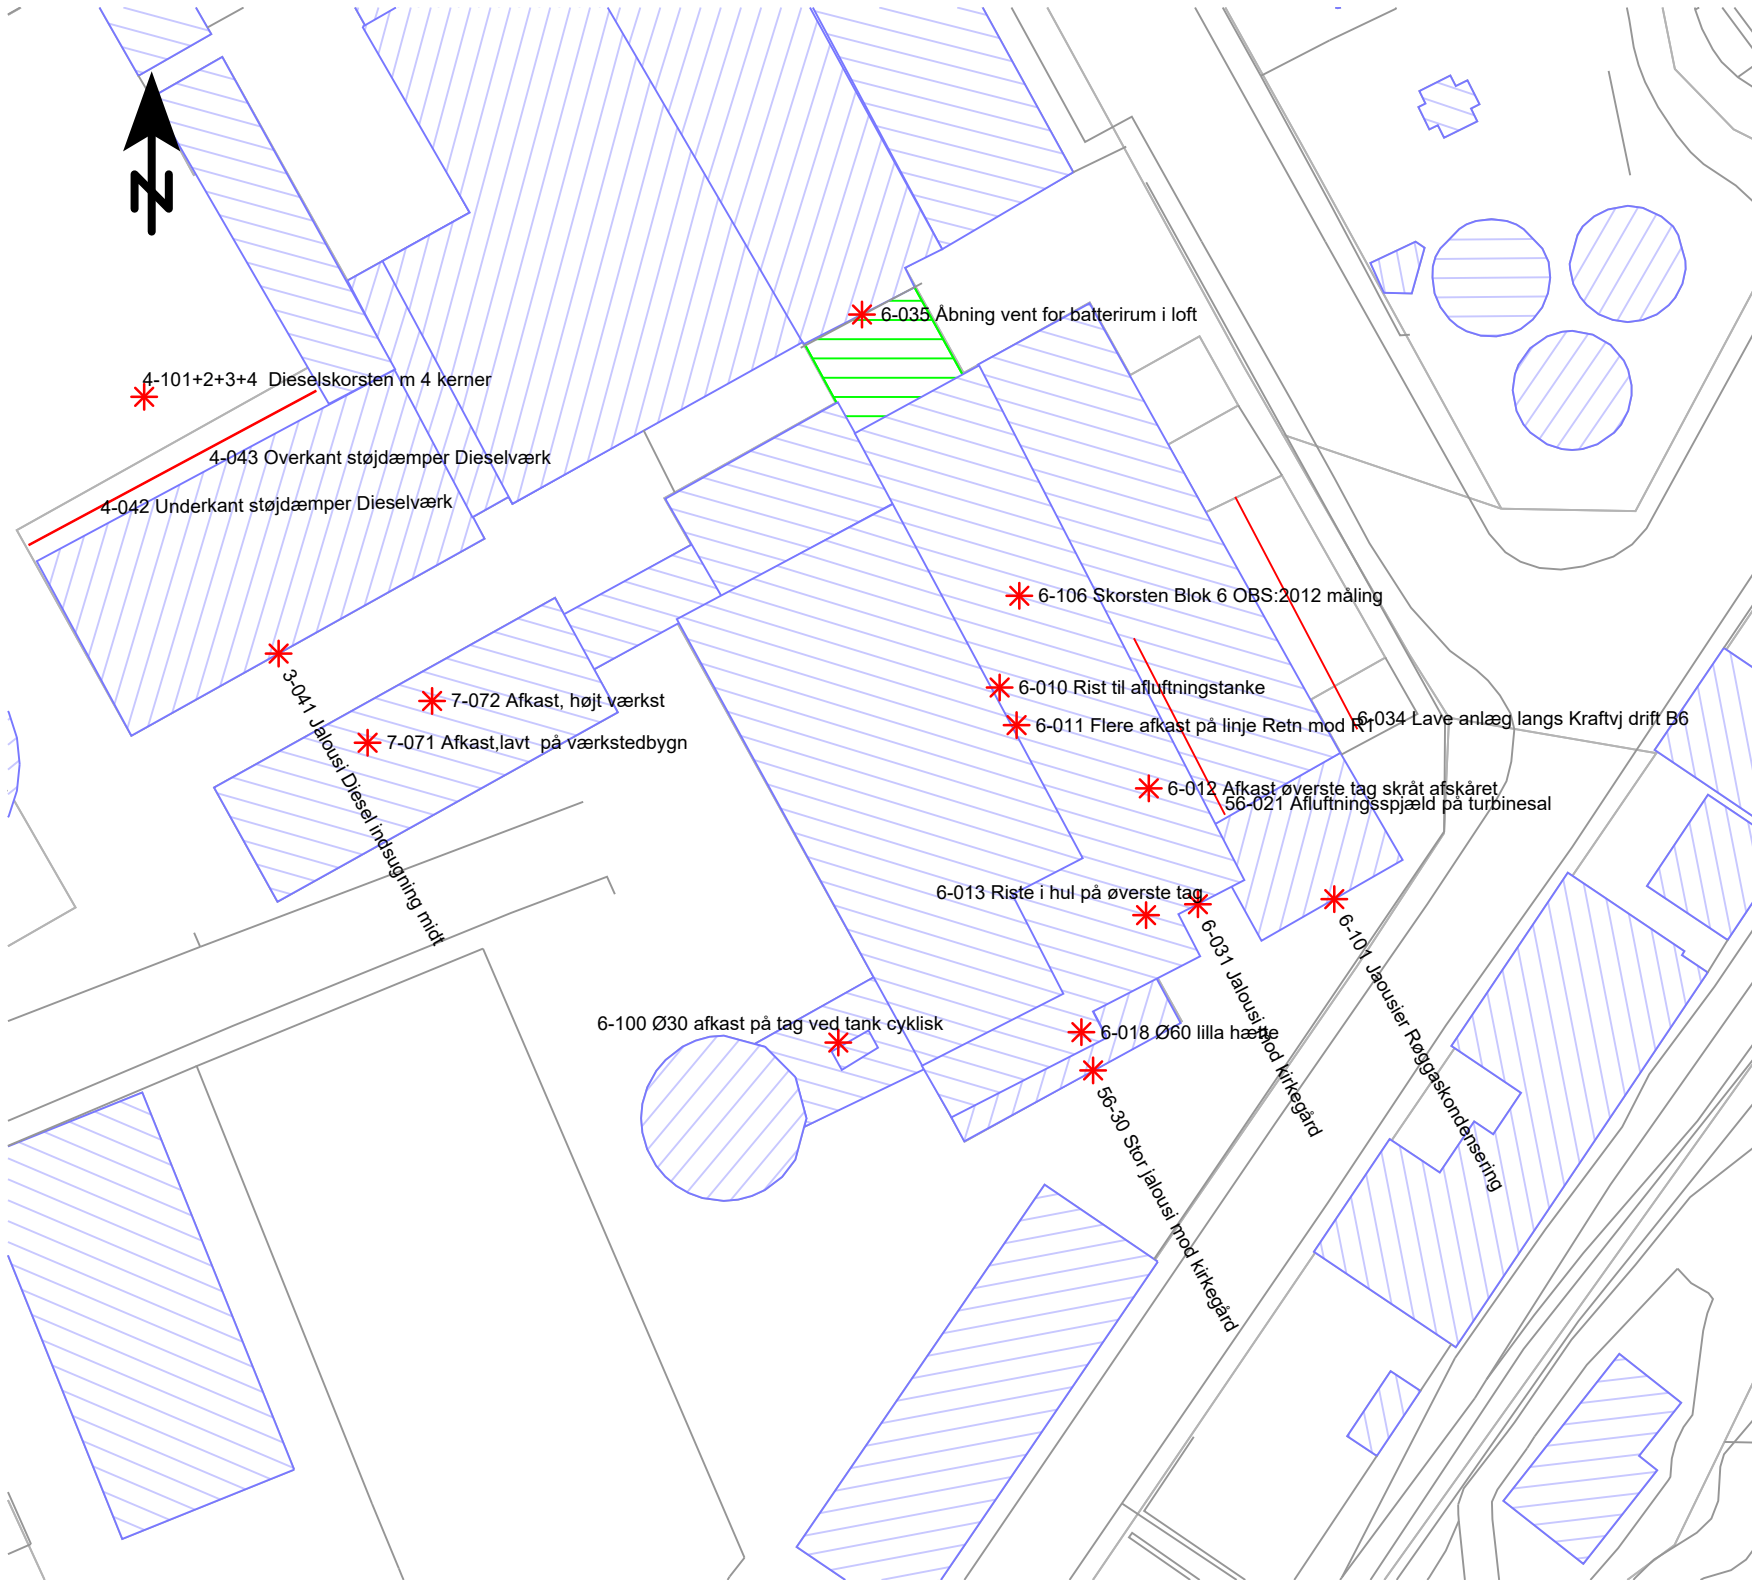 N
6-035 Åbning vent for batterirum i loft
4-101+2+3+4  Dieselskorsten m 4 kerner
4-043 Overkant støjdæmper Dieselværk
4-042 Underkant støjdæmper Dieselværk
6-106 Skorsten Blok 6 OBS:2012 måling
3-041 Jalousi Diesel indsugning midt
7-072 Afkast, højt værkst
6-010 Rist til afluftningstanke
6-034 Lave anlæg langs Kraftvj drift B6
6-011 Flere afkast på linje Retn mod R1
7-071 Afkast,lavt  på værkstedbygn
6-012 Afkast øverste tag skråt afskåret
56-021 Afluftningsspjæld på turbinesal
6-013 Riste i hul på øverste tag
6-031 Jalousi mod kirkegård
6-101 Jaousier Røggaskondensering
6-100 Ø30 afkast på tag ved tank cyklisk
6-018 Ø60 lilla hætte
56-30 Stor jalousi mod kirkegård